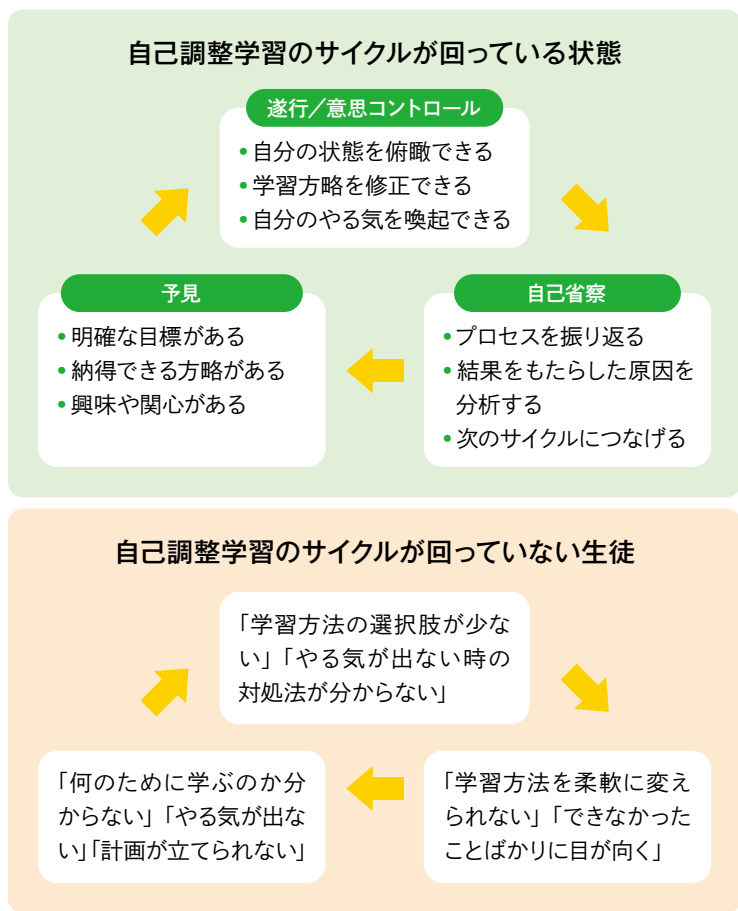 自己調整学習のサイクルが回っている状態
遂行／意思コントロール
•自分の状態を俯瞰できる
•学習方略を修正できる
•自分のやる気を喚起できる
予見
•明確な目標がある
•納得できる方略がある
•興味や関心がある
自己省察
•プロセスを振り返る
•結果をもたらした原因を
分析する
•次のサイクルにつなげる
自己調整学習のサイクルが回っていない生徒
「学習方法の選択肢が少な
い」「やる気が出ない時の
対処法が分からない」
「何のために学ぶのか分
からない」「やる気が出な
い」「計画が立てられない」
「学習方法を柔軟に変え
られない」「できなかった
ことばかりに目が向く」